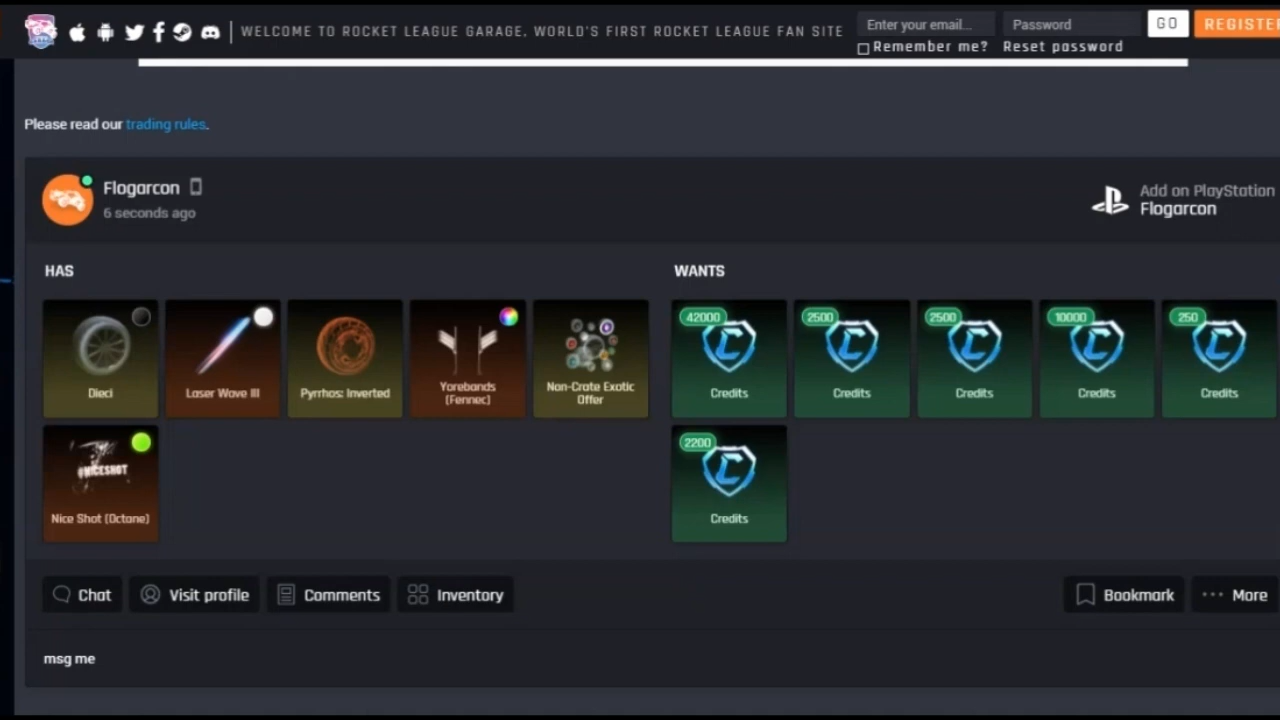 WELCOME TO ROCKET LEAGUE GARAGE, WORLD'S FIRST ROCKET LEAGUE FAN SITE
Enter your email...
Password
GO
REGISTE
Remember me?
Reset password
Please read our trading rules.
Flogarcon
6 seconds ago
Add on PlayStation
Flogarcon
HAS
WANTS
Dieci
Laser Wave III
Pyrrhos: Inverted
Yorebands
(Fennec)
Non-Crate Exotic
Offer
42000
Credits
2500
Credits
2500
Credits
10000
Credits
250
Credits
#NICESHOT
Nice Shot (Octane)
2200
Credits
Chat
Visit profile
Comments
Inventory
Bookmark
More
msg me